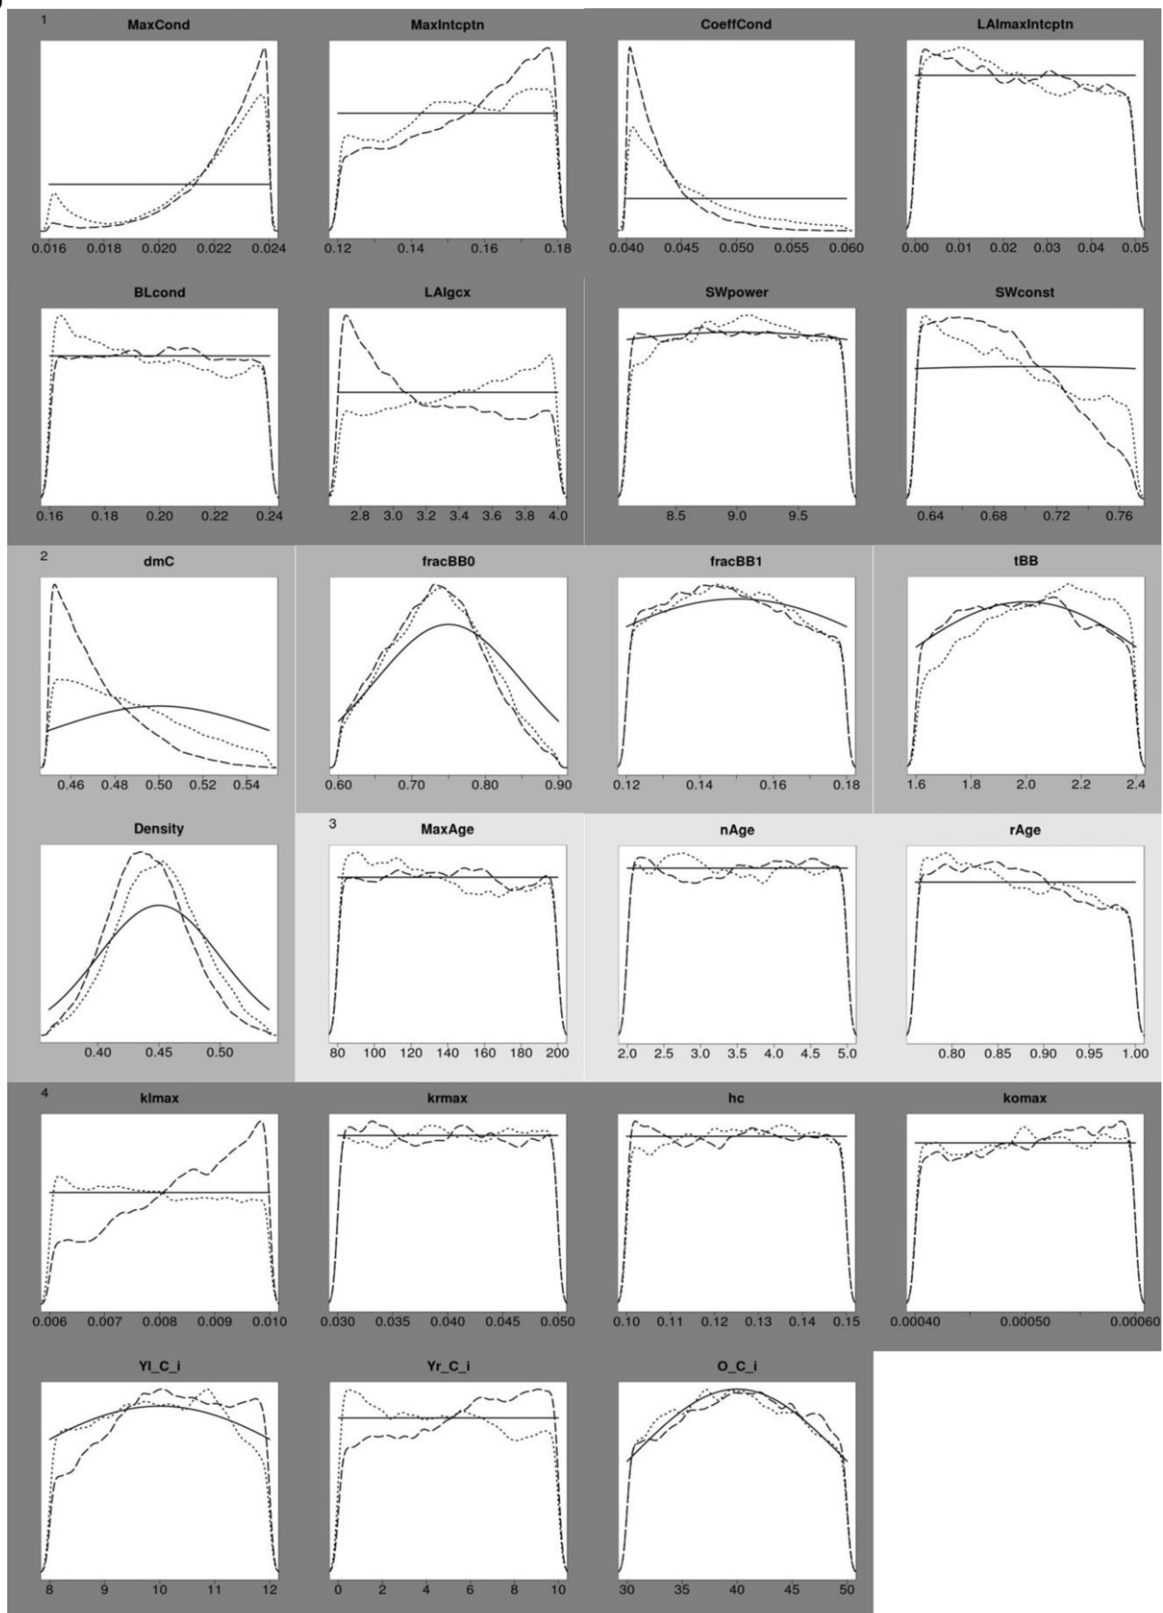 1
MaxCond MaxIntcptn CoeffCond LAImaxIntcptn
0.016 0.018 0.020 0.022 0.024 0.12 0.14 0.16 0.18 0.040 0.045 0.050 0.055 0.060 0.00 0.01 0.02 0.03 0.04 0.05
BLcond LAIgcx SWpower SWconst
0.16 0.18 0.20 0.22 0.24 2.8 3.0 3.2 3.4 3.6 3.8 4.0 8.5 9.0 9.5 0.64 0.68 0.72 0.76
2
dmC fracBB0 fracBB1 tBB
0.46 0.48 0.50 0.52 0.54 0.60 0.70 0.80 0.90 0.12 0.14 0.16 0.18 1.6 1.8 2.0 2.2 2.4
3
Density MaxAge nAge rAge
0.40 0.45 0.50 80 100 120 140 160 180 200 2.0 2.5 3.0 3.5 4.0 4.5 5.0 0.80 0.85 0.90 0.95 1.00
4
klmax krmax hc komax
0.006 0.007 0.008 0.009 0.010 0.030 0.035 0.040 0.045 0.050 0.10 0.11 0.12 0.13 0.14 0.15 0.00040 0.00050 0.00060
Yl_C_i Yr_C_i O_C_i
8 9 10 11 12 0 2 4 6 8 10 30 35 40 45 50